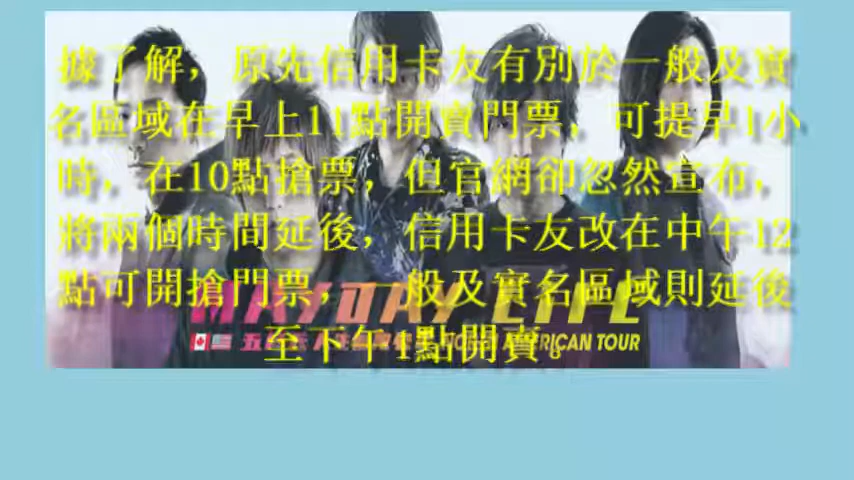 據了解，原先信用卡友有別於一般及實
名區域在早上11點開賣門票，可提早1小
時，在10點搶票，但官網卻忽然宣布，
將兩個時間延後，信用卡友改在中午12
點可開搶門票，一般及實名區域則延後
至下午1點開賣。
MAYDAY LIFE
AMERICAN TOUR